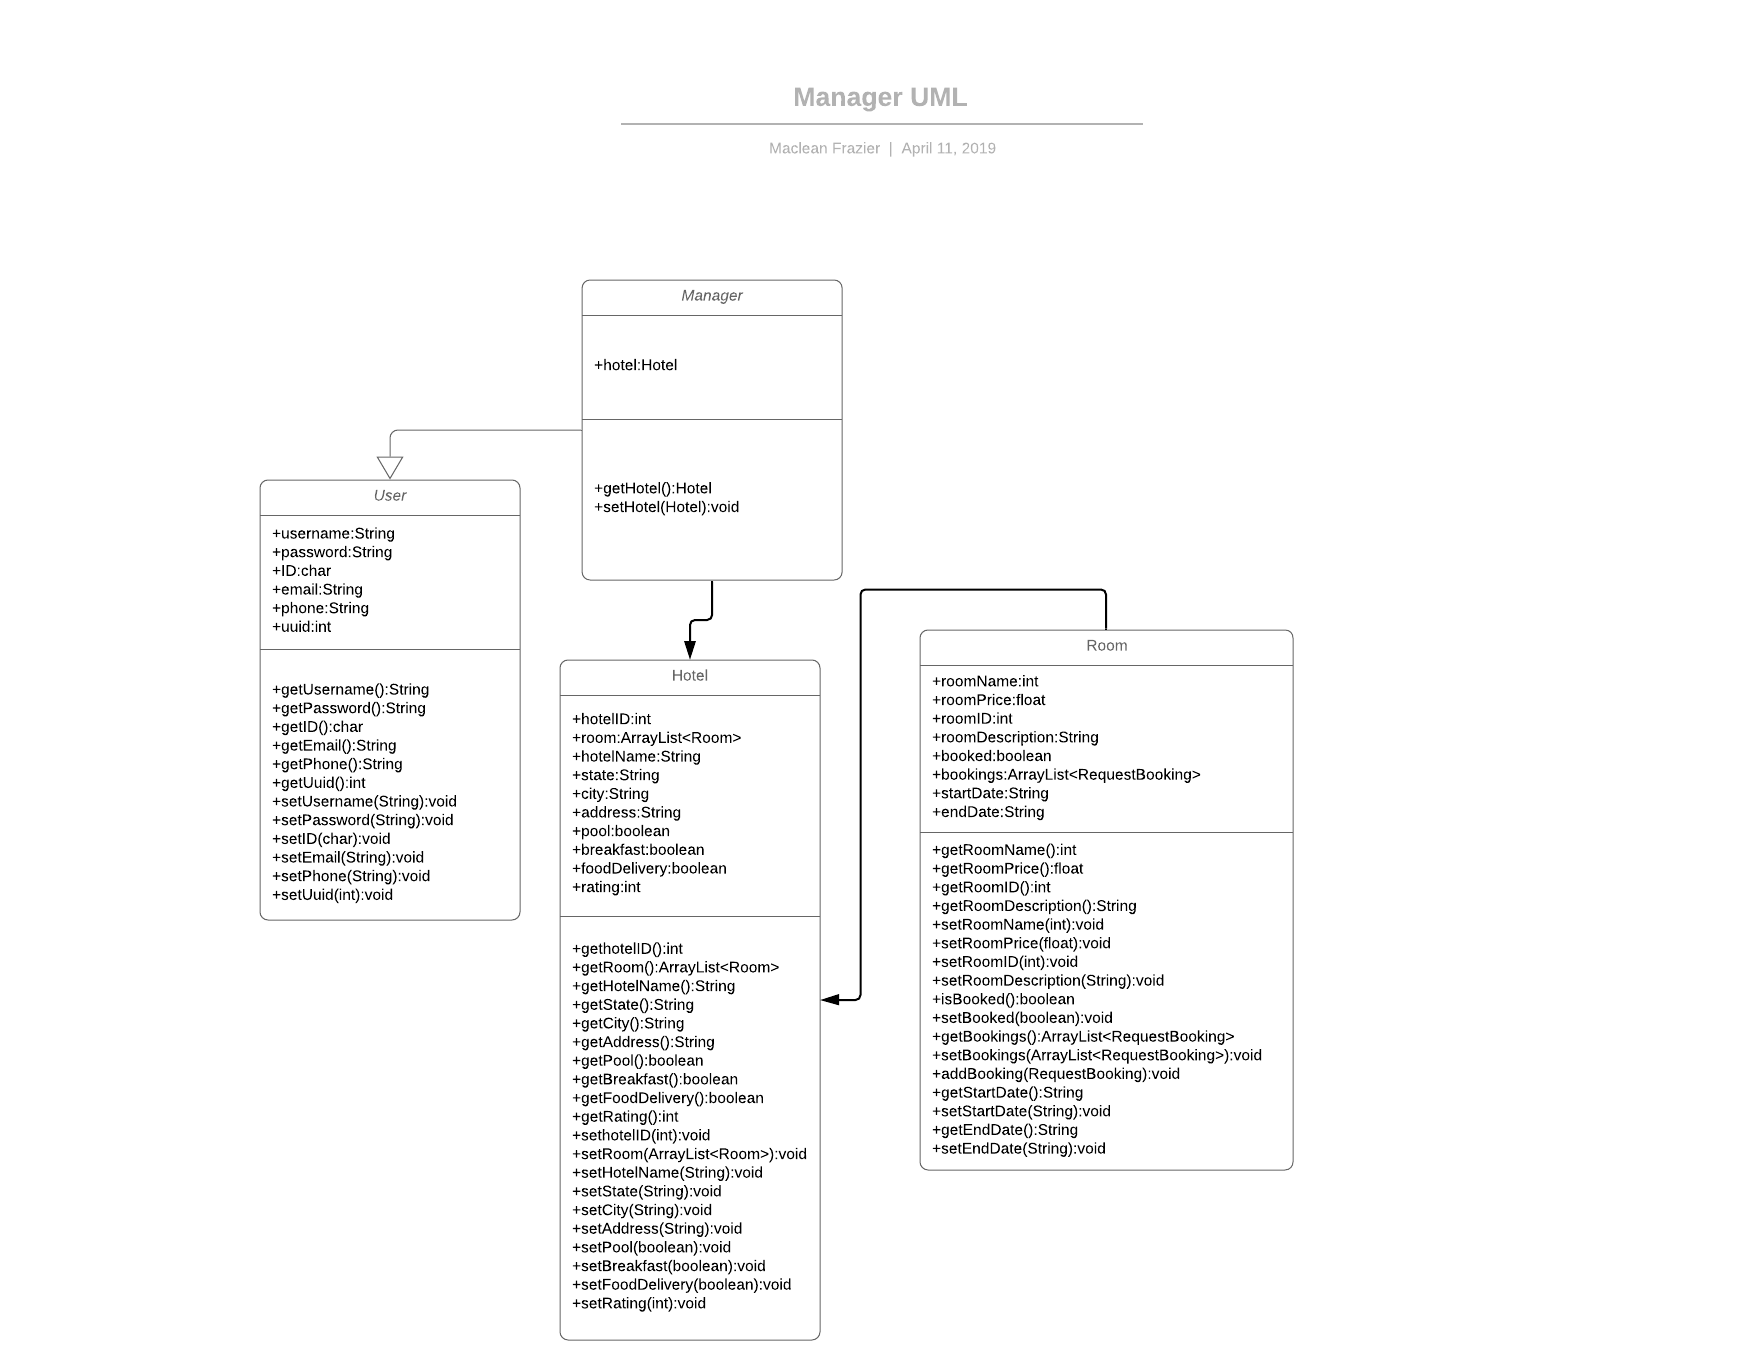 Manager UML
Maclean Frazier | April 11, 2019
Manager
+hotel:Hotel
+getHotel():Hotel
+setHotel(Hotel):void
User
+username:String
+password:String
+ID:char
+email:String
+phone:String
+uuid:int
+getUsername():String
+getPassword():String
+getID():char
+getEmail():String
+getPhone():String
+getUuid():int
+setUsername(String):void
+setPassword(String):void
+setID(char):void
+setEmail(String):void
+setPhone(String):void
+setUuid(int):void
Hotel
+hotelID:int
+room:ArrayList<Room>
+hotelName:String
+state:String
+city:String
+address:String
+pool:boolean
+breakfast:boolean
+foodDelivery:boolean
+rating:int
+gethotelID():int
+getRoom():ArrayList<Room>
+getHotelName():String
+getState():String
+getCity():String
+getAddress():String
+getPool():boolean
+getBreakfast():boolean
+getFoodDelivery():boolean
+getRating():int
+sethotelID(int):void
+setRoom(ArrayList<Room>):void
+setHotelName(String):void
+setState(String):void
+setCity(String):void
+setAddress(String):void
+setPool(boolean):void
+setBreakfast(boolean):void
+setFoodDelivery(boolean):void
+setRating(int):void
Room
+roomName:int
+roomPrice:float
+roomID:int
+roomDescription:String
+booked:boolean
+bookings:ArrayList<RequestBooking>
+startDate:String
+endDate:String
+getRoomName():int
+getRoomPrice():float
+getRoomID():int
+getRoomDescription():String
+setRoomName(int):void
+setRoomPrice(float):void
+setRoomID(int):void
+setRoomDescription(String):void
+isBooked():boolean
+setBooked(boolean):void
+getBookings():ArrayList<RequestBooking>
+setBookings(ArrayList<RequestBooking>):void
+addBooking(RequestBooking):void
+getStartDate():String
+setStartDate(String):void
+getEndDate():String
+setEndDate(String):void